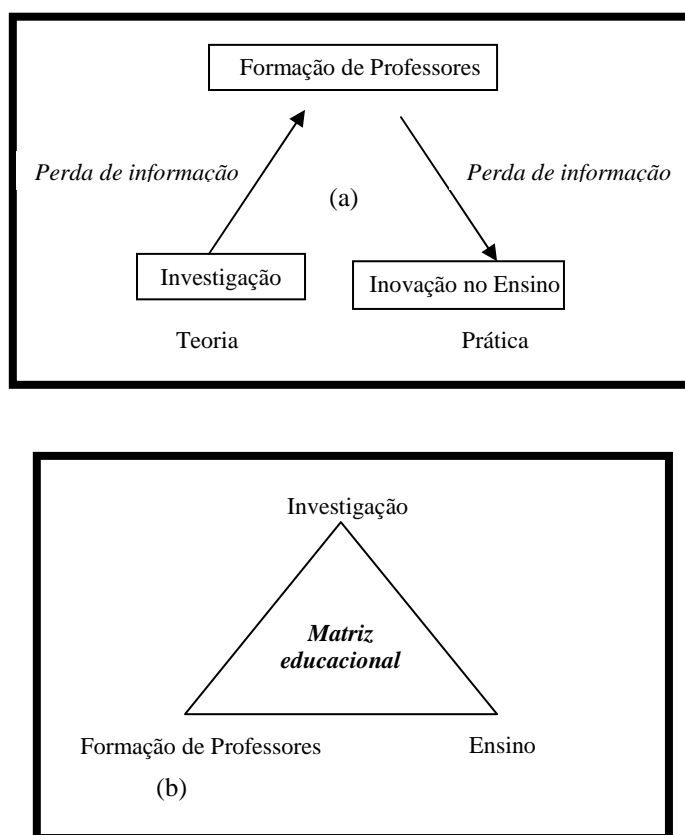 Formação de Professores
Perda de informação
Perda de informação
(a)
Investigação
Inovação no Ensino
Teoria
Prática
Investigação
Matriz
educacional
Formação de Professores
Ensino
(b)